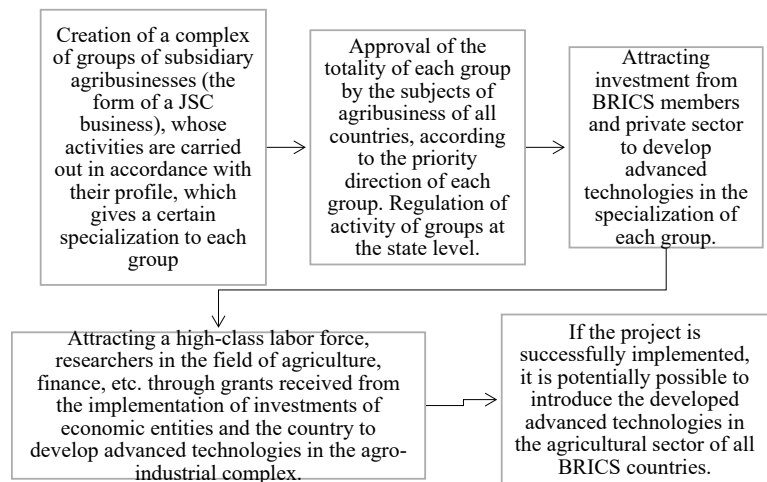 Creation of a complex
of groups of subsidiary
agribusinesses (the
form of a JSC
business), whose
activities are carried
out in accordance with
their profile, which
gives a certain
specialization to each
group
Approval of the
totality of each group
by the subjects of
agribusiness of all
countries, according
to the priority
direction of each
group. Regulation of
activity of groups at
the state level.
Attracting
investment from
BRICS members
and private sector
to develop
advanced
technologies in the
specialization of
each group.
Attracting a high-class labor force,
researchers in the field of agriculture,
finance, etc. through grants received from
the implementation of investments of
economic entities and the country to
develop advanced technologies in the agro-
industrial complex.
If the project is
successfully implemented,
it is potentially possible to
introduce the developed
advanced technologies in
the agricultural sector of all
BRICS countries.